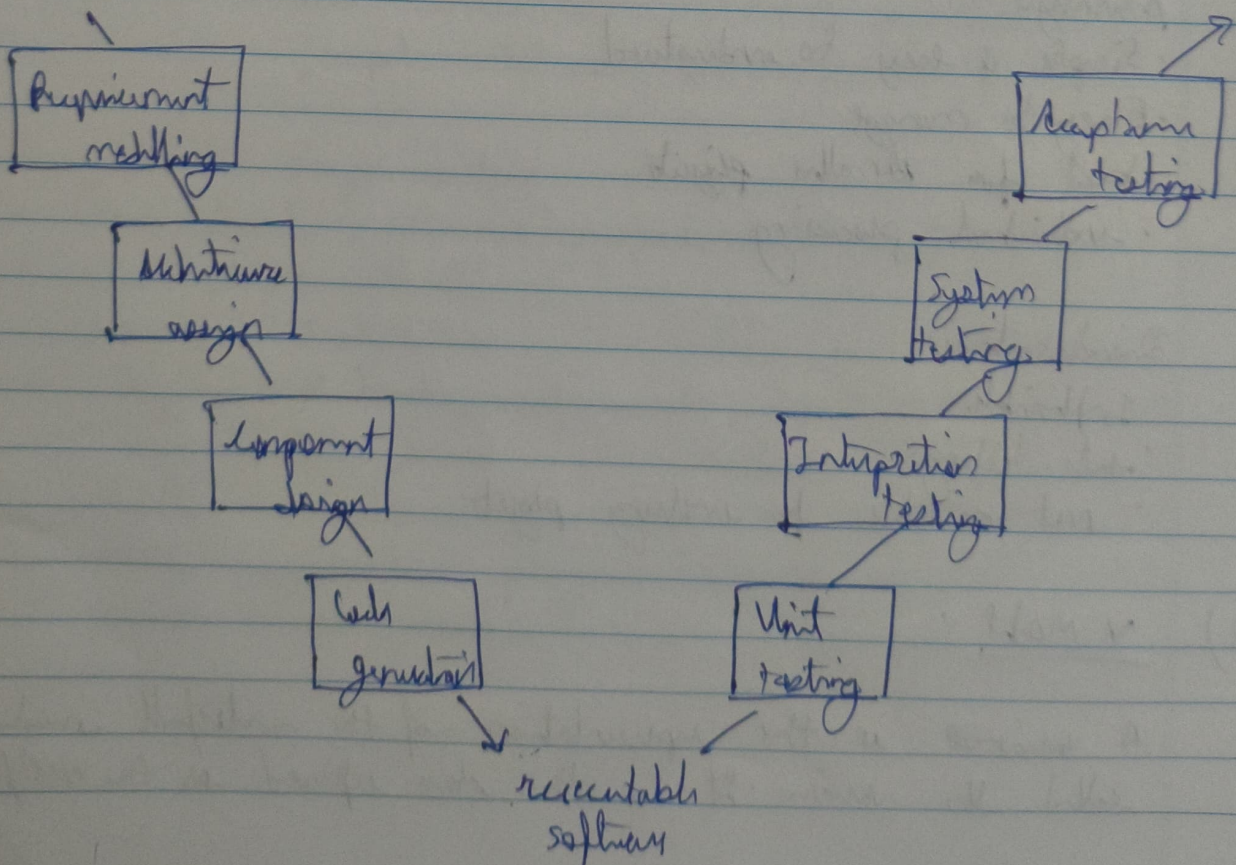 Requirement
modelling
Acceptance
testing
Architecture
design
System
testing
Component
design
Integration
testing
Code
generation
Unit
testing
executable
software